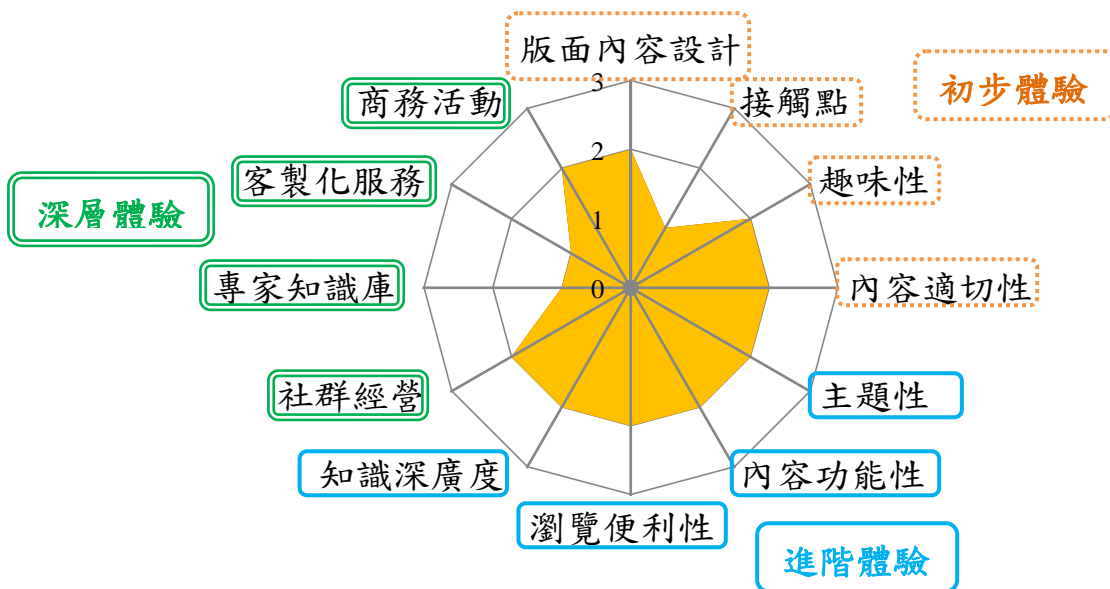 版面內容設計
接觸點
趣味性
內容適切性
主題性
內容功能性
瀏覽便利性
知識深廣度
社群經營
專家知識庫
客製化服務
商務活動
3
2
1
0
初步體驗
進階體驗
深層體驗